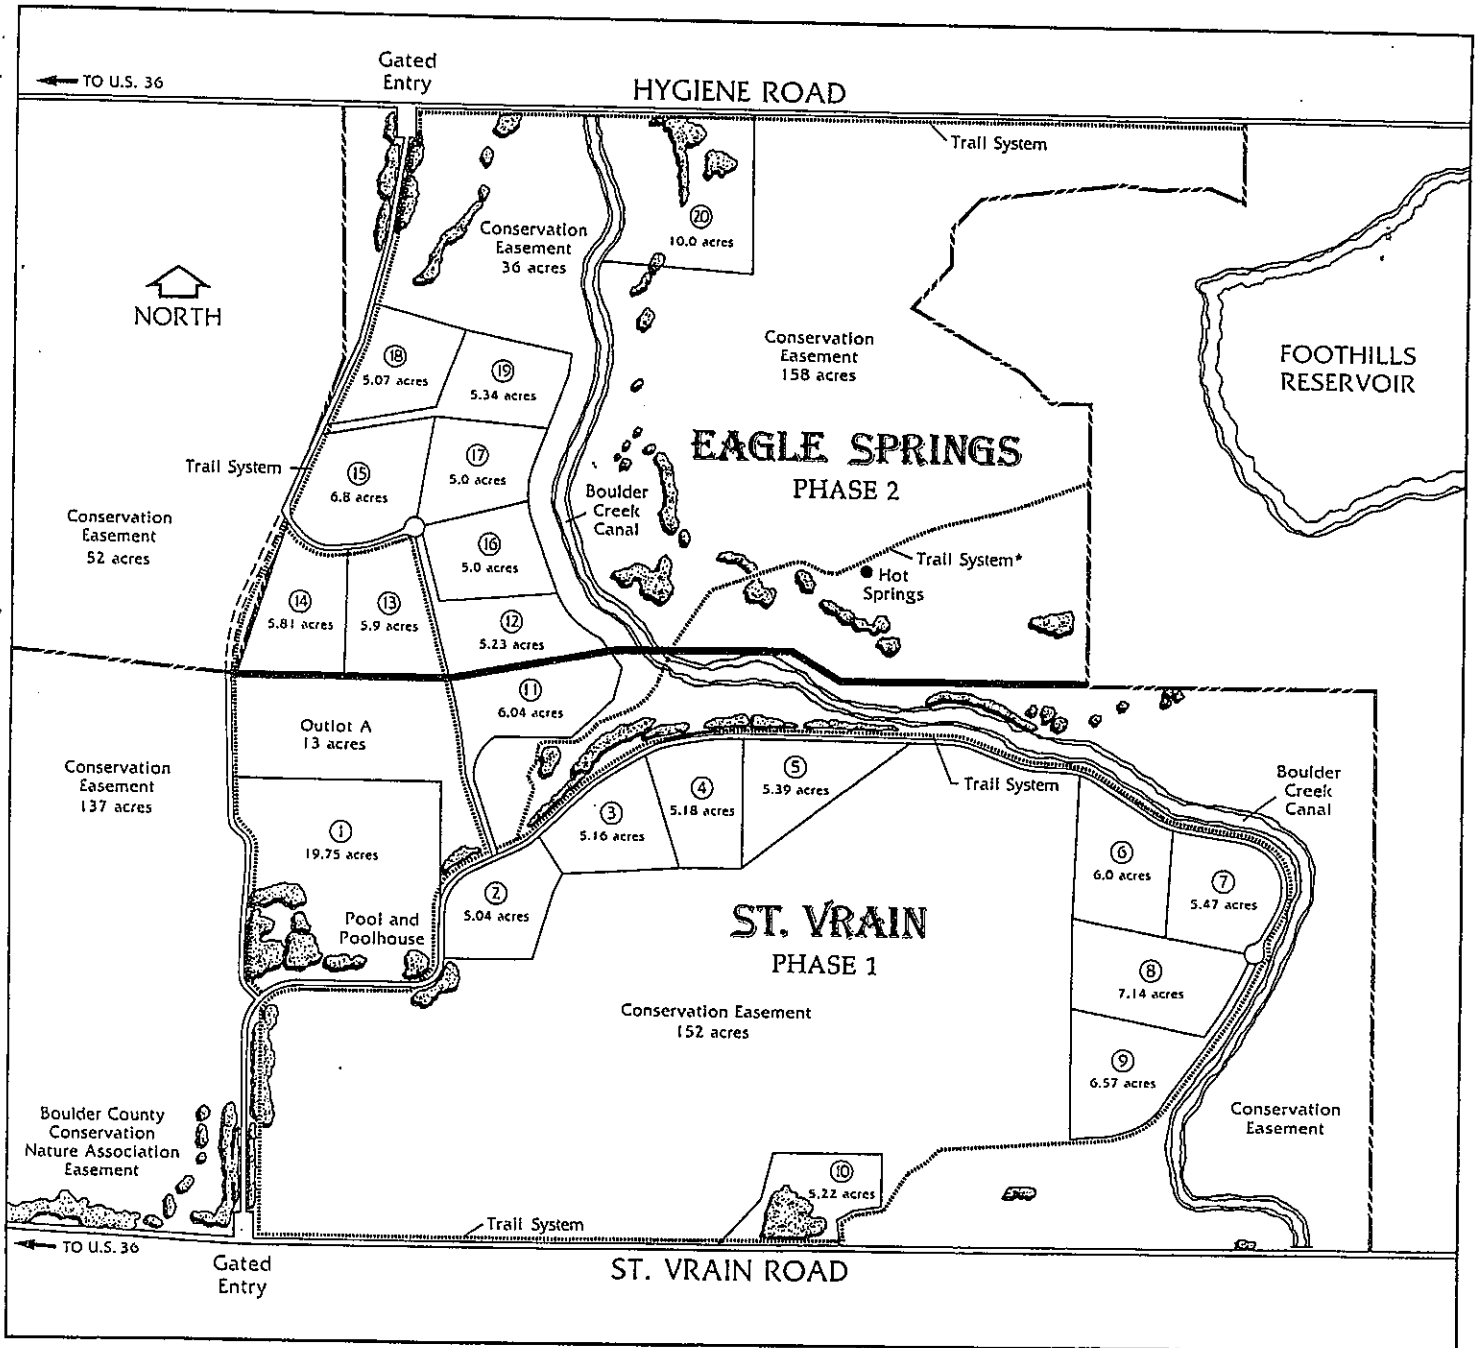 Gated
Entry
TO U.S. 36
HYGIENE ROAD
Trail System
20
10.0 acres
Conservation
Easement
36 acres
NORTH
Conservation
Easement
158 acres
FOOTHILLS
RESERVOIR
18
5.07 acres
19
5.34 acres
EAGLE SPRINGS
PHASE 2
Trail System
15
6.8 acres
17
5.0 acres
Boulder
Creek
Canal
Conservation
Easement
52 acres
16
5.0 acres
Trail System*
Hot
Springs
14
5.81 acres
13
5.9 acres
12
5.23 acres
11
6.04 acres
Outlot A
13 acres
Conservation
Easement
137 acres
5
5.39 acres
4
5.18 acres
3
5.16 acres
Trail System
Boulder
Creek
Canal
1
19.75 acres
6
6.0 acres
7
5.47 acres
2
5.04 acres
Pool and
Poolhouse
ST. VRAIN
PHASE 1
8
7.14 acres
Conservation Easement
152 acres
9
6.57 acres
Boulder County
Conservation
Nature Association
Easement
Conservation
Easement
10
5.22 acres
Trail System
TO U.S. 36
Gated
Entry
ST. VRAIN ROAD